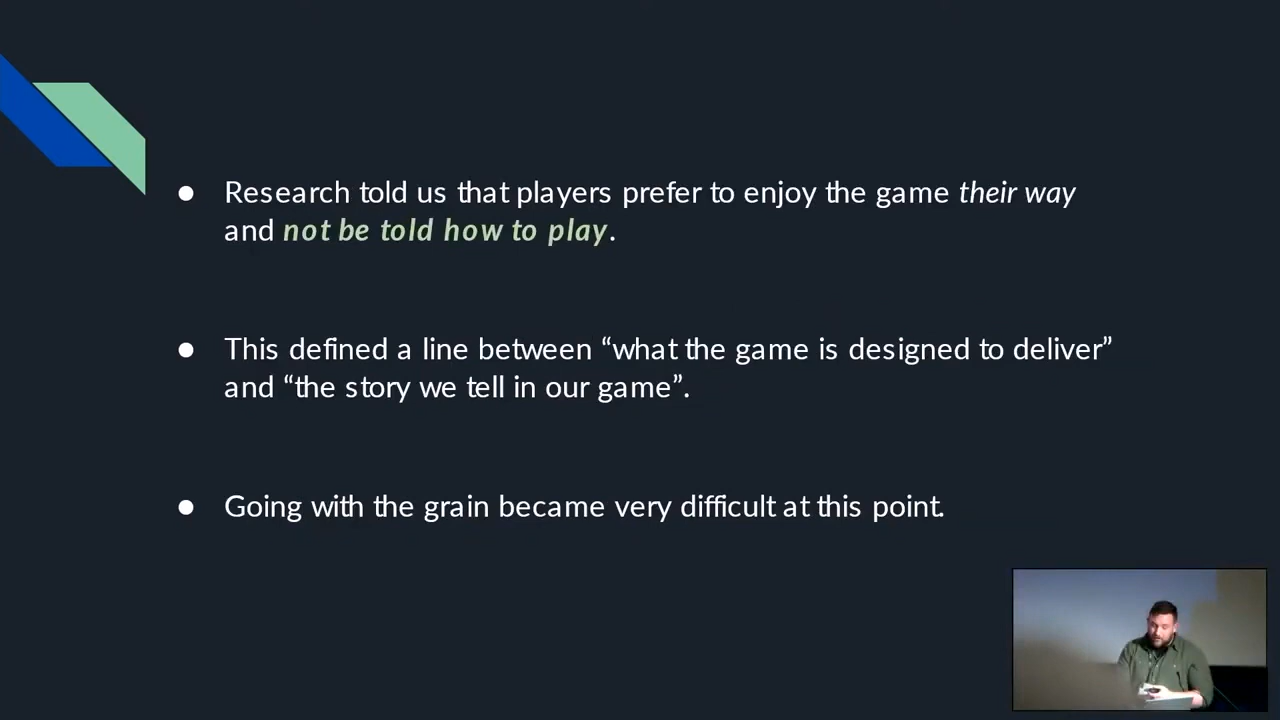 ● Research told us that players prefer to enjoy the game their way
and not be told how to play.
● This defined a line between “what the game is designed to deliver”
and “the story we tell in our game”.
● Going with the grain became very difficult at this point.